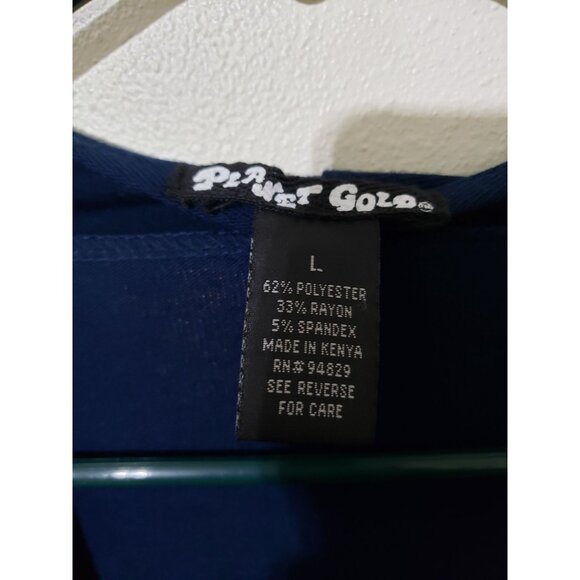 PLANET GOLD®
L
62% POLYESTER
33% RAYON
5% SPANDEX
MADE IN KENYA
RN# 94829
SEE REVERSE
FOR CARE